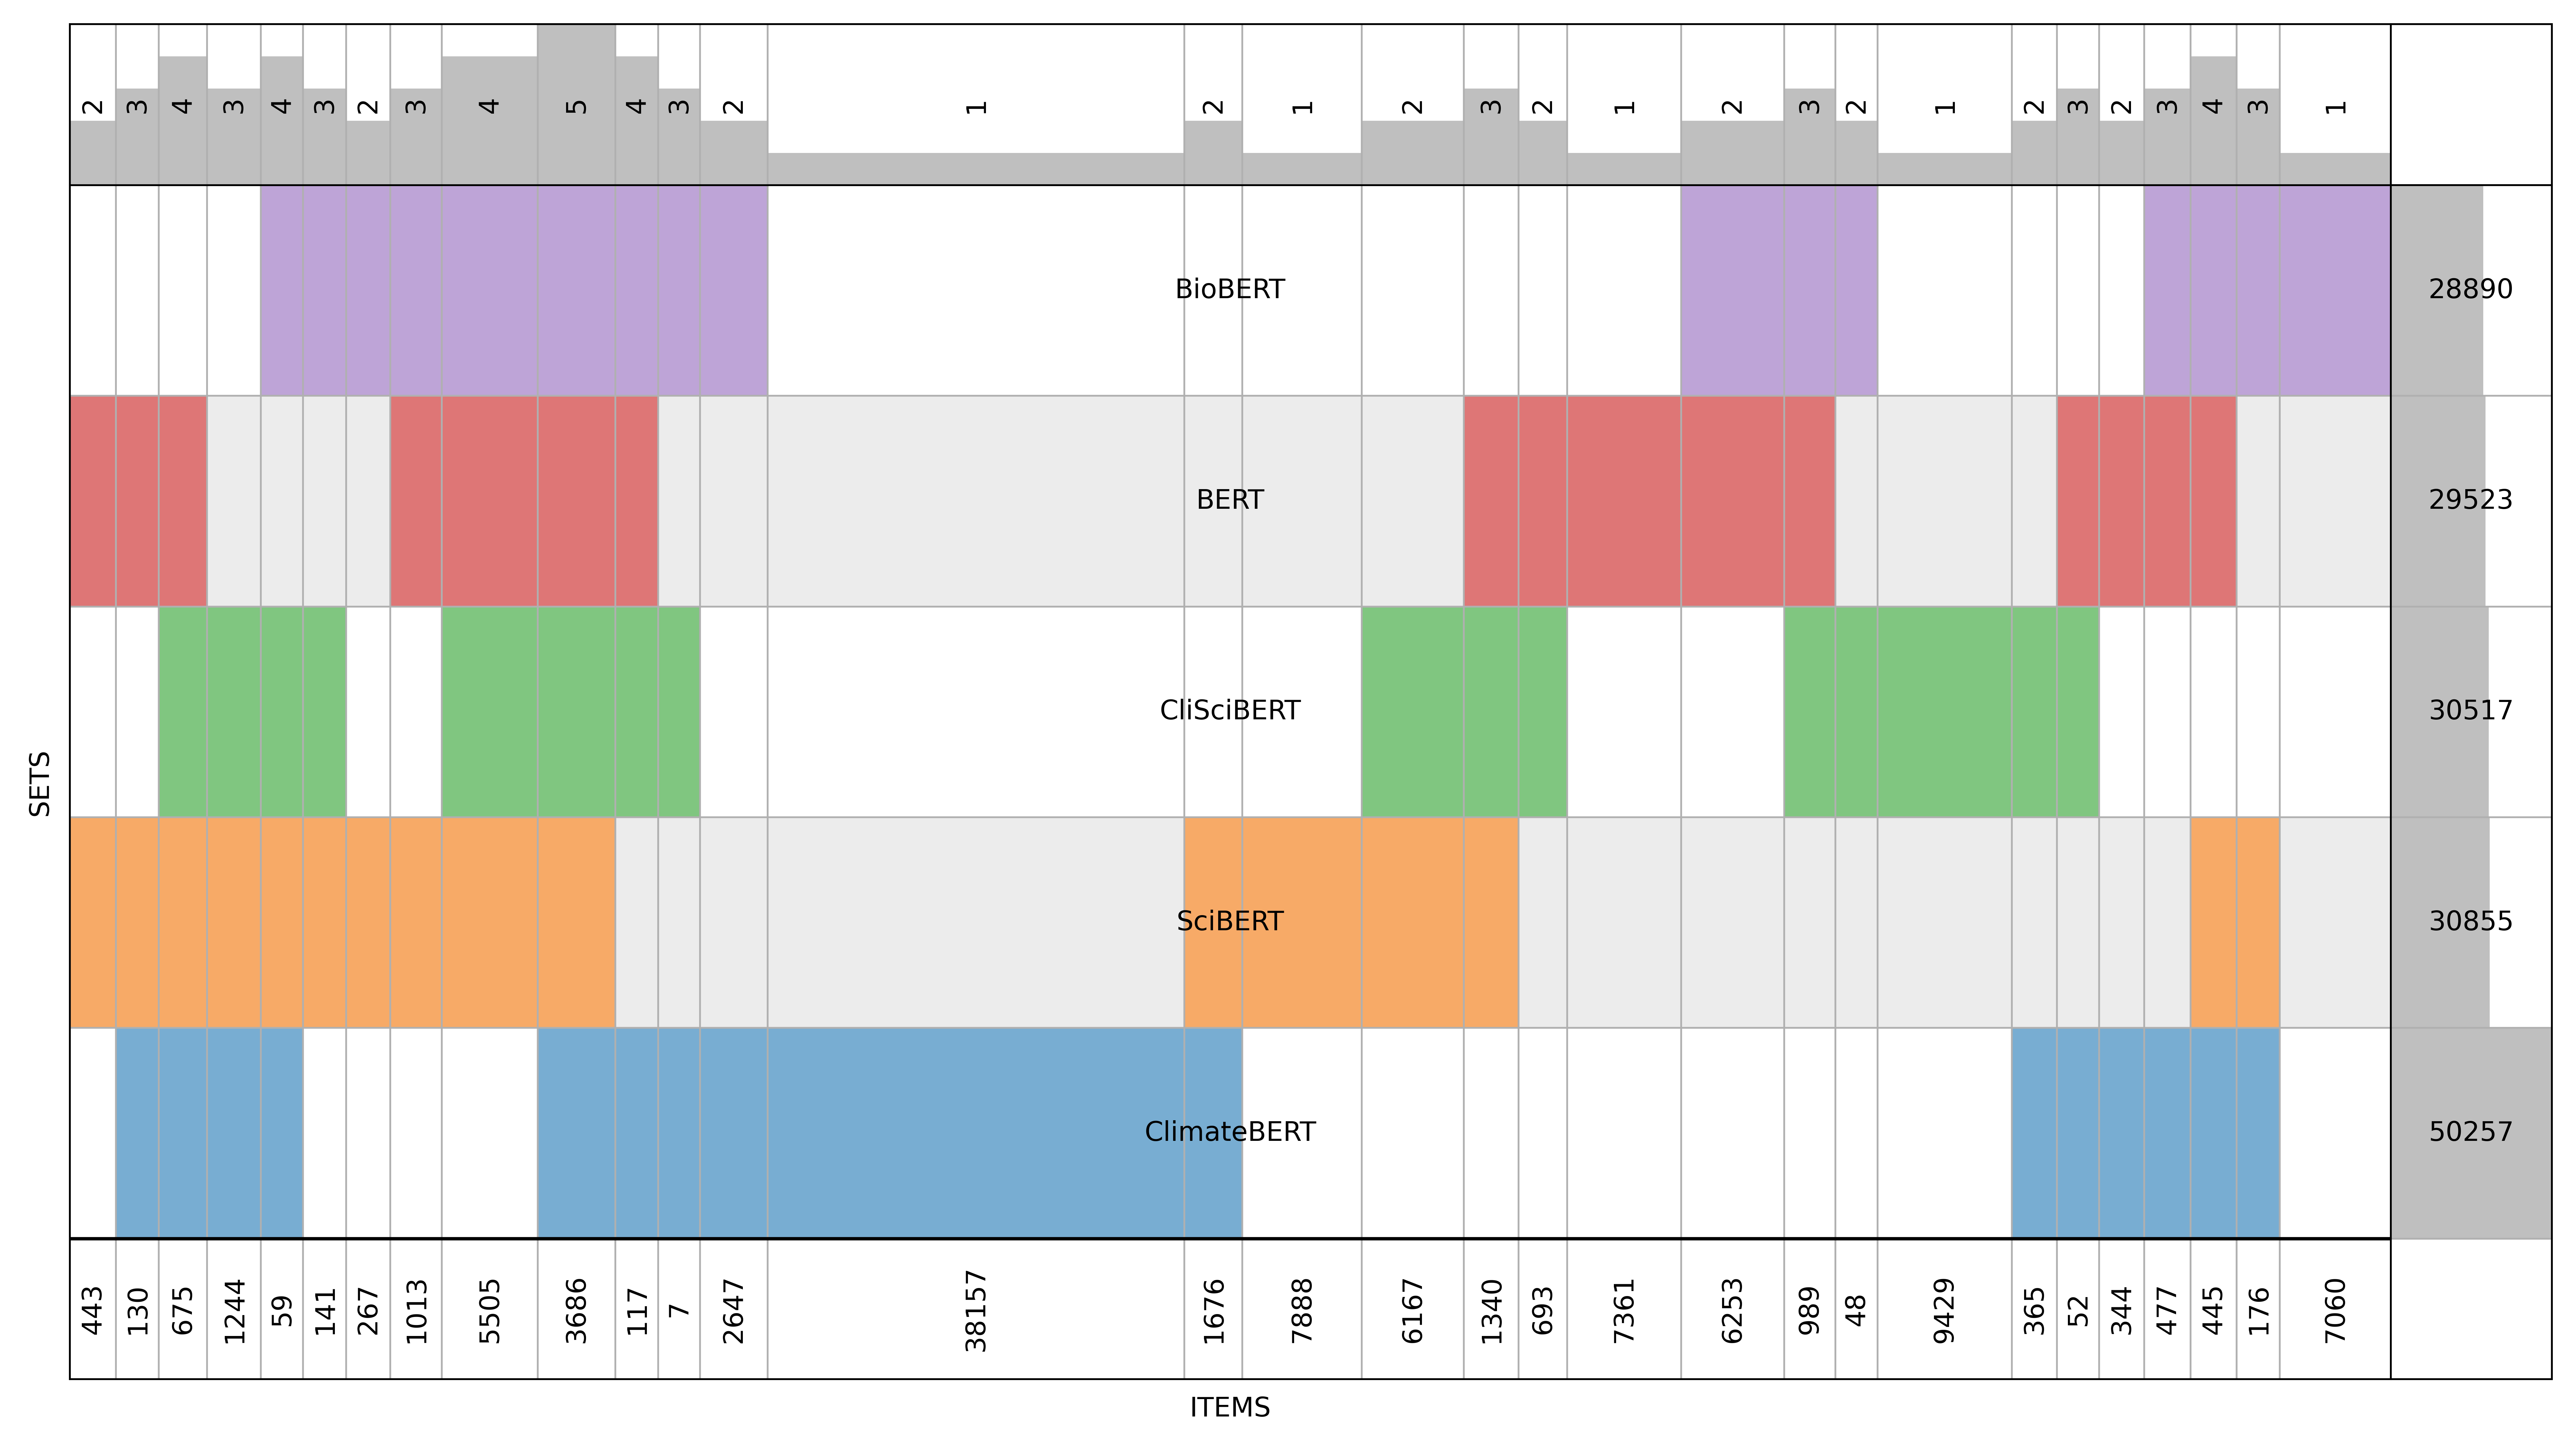 2 3 4 3 4 3 2 3 4 5 4 3 2 1 2 1 2 3 2 1 2 3 2 1 2 3 2 3 4 3 1
BioBERT 28890
BERT 29523
CliSciBERT 30517
SciBERT 30855
ClimateBERT 50257
SETS
443 130 675 1244 59 141 267 1013 5505 3686 117 7 2647 38157 1676 7888 6167 1340 693 7361 6253 989 48 9429 365 52 344 477 445 176 7060
ITEMS